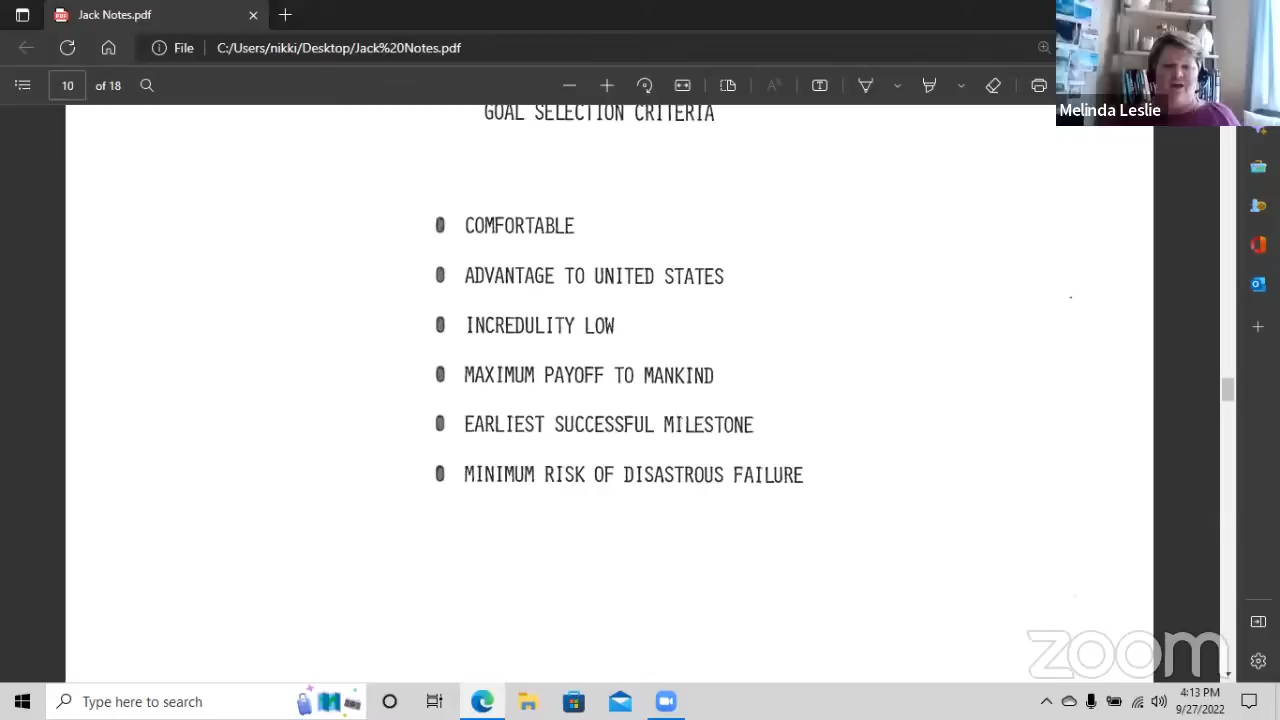 Jack Notes.pdf
File
C:/Users/nikki/Desktop/Jack%20Notes.pdf
10
of 18
Melinda Leslie
GOAL SELECTION CRITERIA
COMFORTABLE
ADVANTAGE TO UNITED STATES
INCREDULITY LOW
MAXIMUM PAYOFF TO MANKIND
EARLIEST SUCCESSFUL MILESTONE
MINIMUM RISK OF DISASTROUS FAILURE
zoom
Type here to search
4:13 PM
9/27/2022